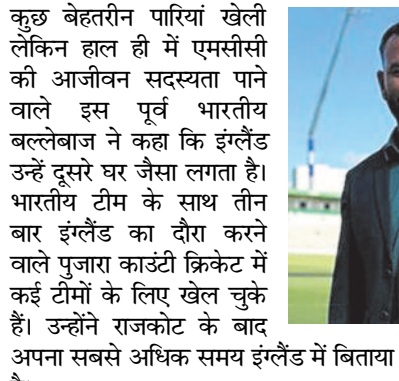 कुछ बेहतरीन पारियां खेली
लेकिन हाल ही में एमसीसी
की आजीवन सदस्यता पाने
वाले इस पूर्व भारतीय
बल्लेबाज ने कहा कि इंग्लैंड
उन्हें दूसरे घर जैसा लगता है।
भारतीय टीम के साथ तीन
बार इंग्लैंड का दौरा करने
वाले पुजारा काउंटी क्रिकेट में
कई टीमों के लिए खेल चुके
हैं। उन्होंने राजकोट के बाद
अपना सबसे अधिक समय इंग्लैंड में बिताया